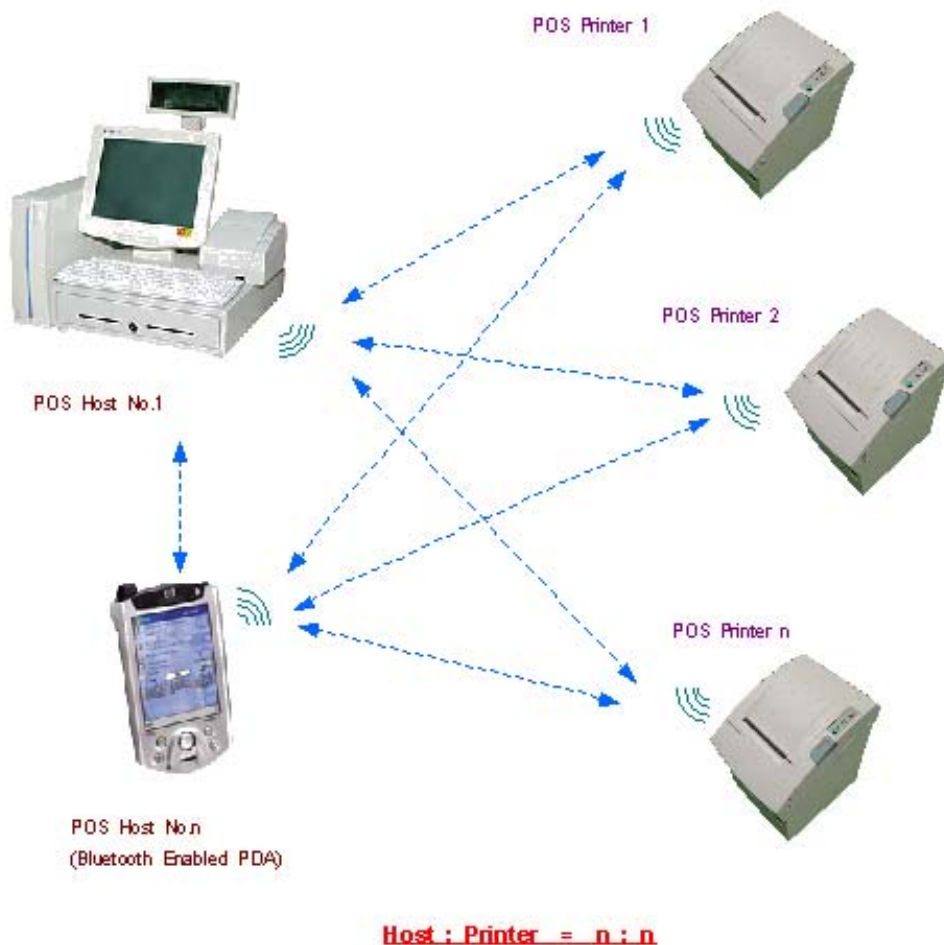 POS Printer 1
POS Printer 2
POS Host No.1
POS Printer n
POS Host No.n
(Bluetooth Enabled PDA)
Host : Printer = n : n